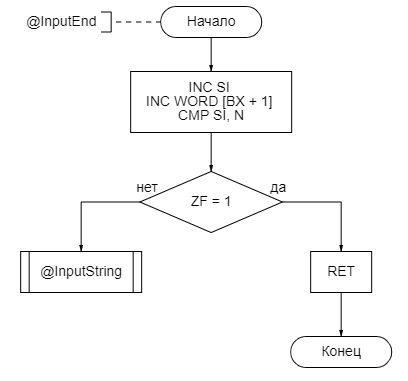 @InputEnd
Начало
INC SI
INC WORD [BX + 1]
CMP SI, N
нет
да
ZF = 1
@InputString
RET
Конец